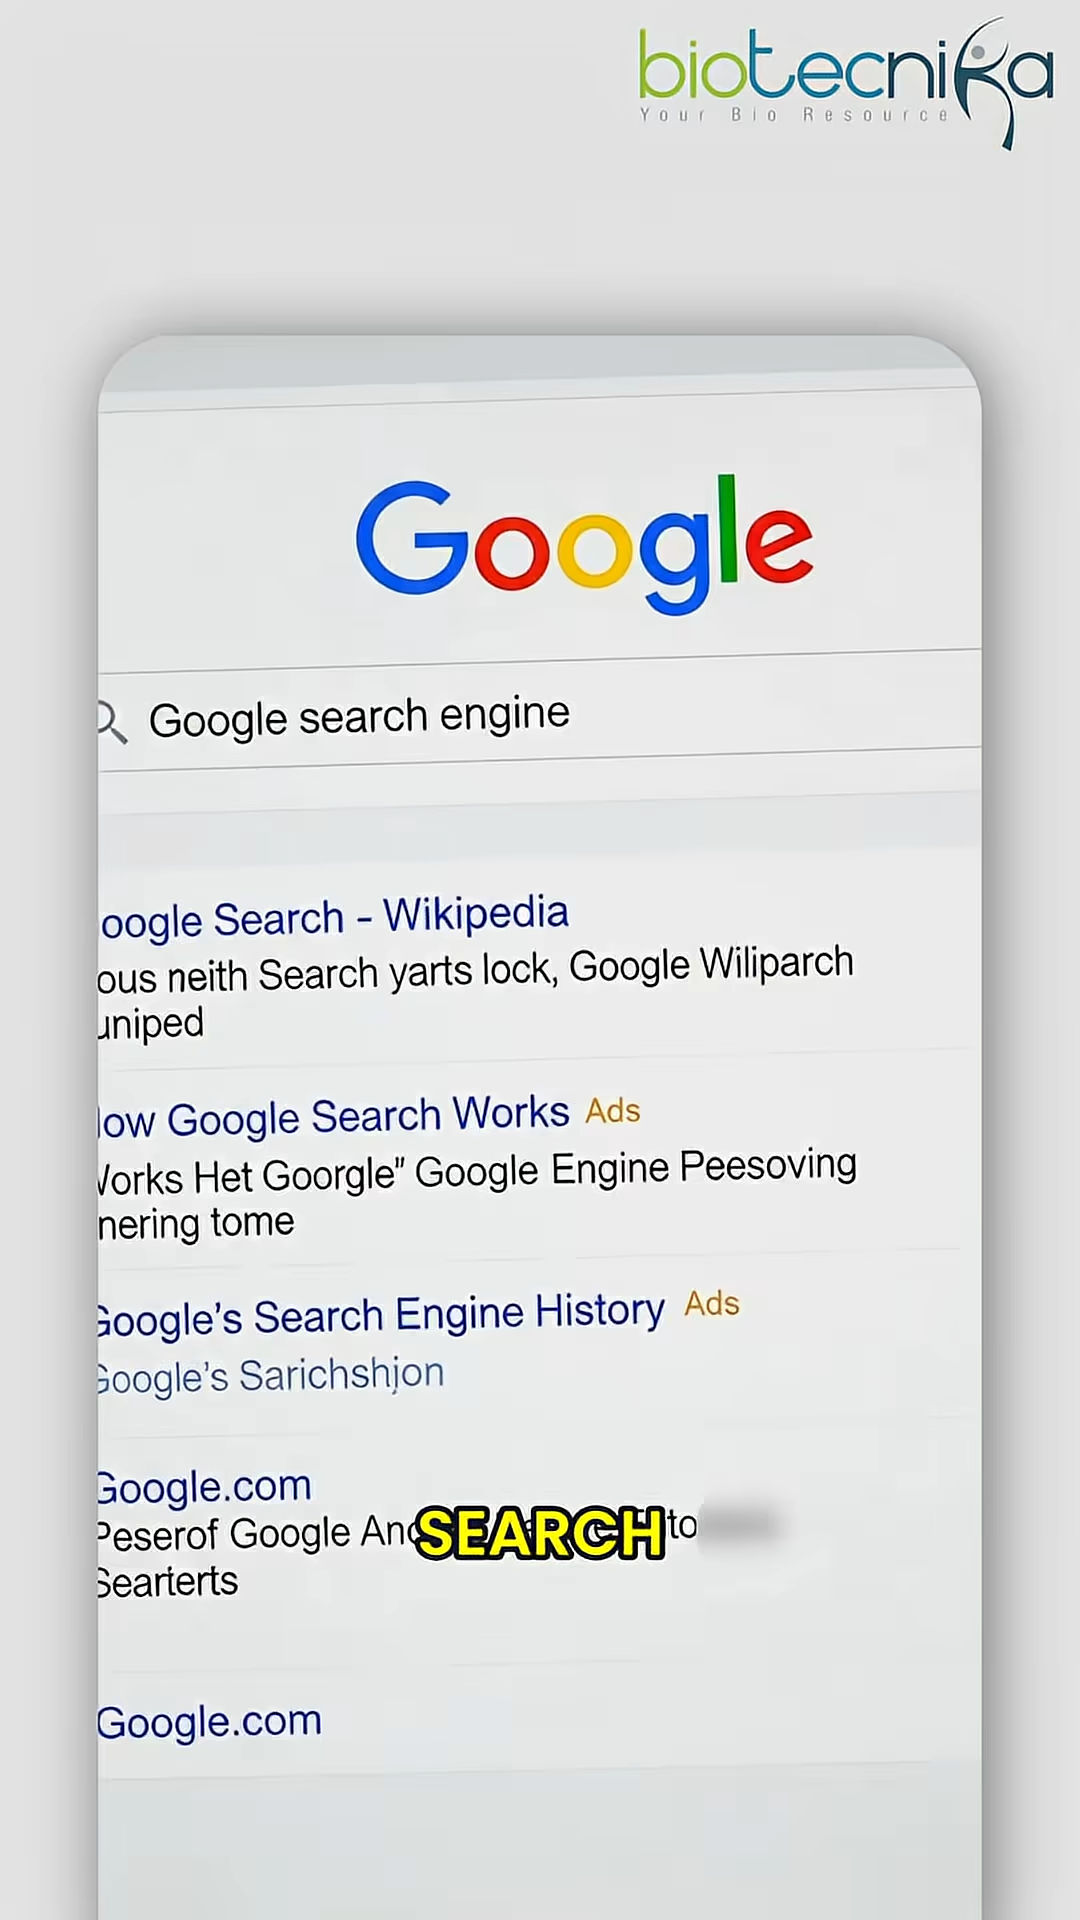 biotecnika
Your Bio Resource
Google
Google search engine
oogle Search - Wikipedia
ous neith Search yarts lock, Google Wiliparch
uniped
low Google Search Works Ads
Works Het Goorgle" Google Engine Peesoving
nering tome
Google's Search Engine History Ads
Google's Sarichshjon
Google.com
Peserof Google to
SEARCH
Searterts
Google.com